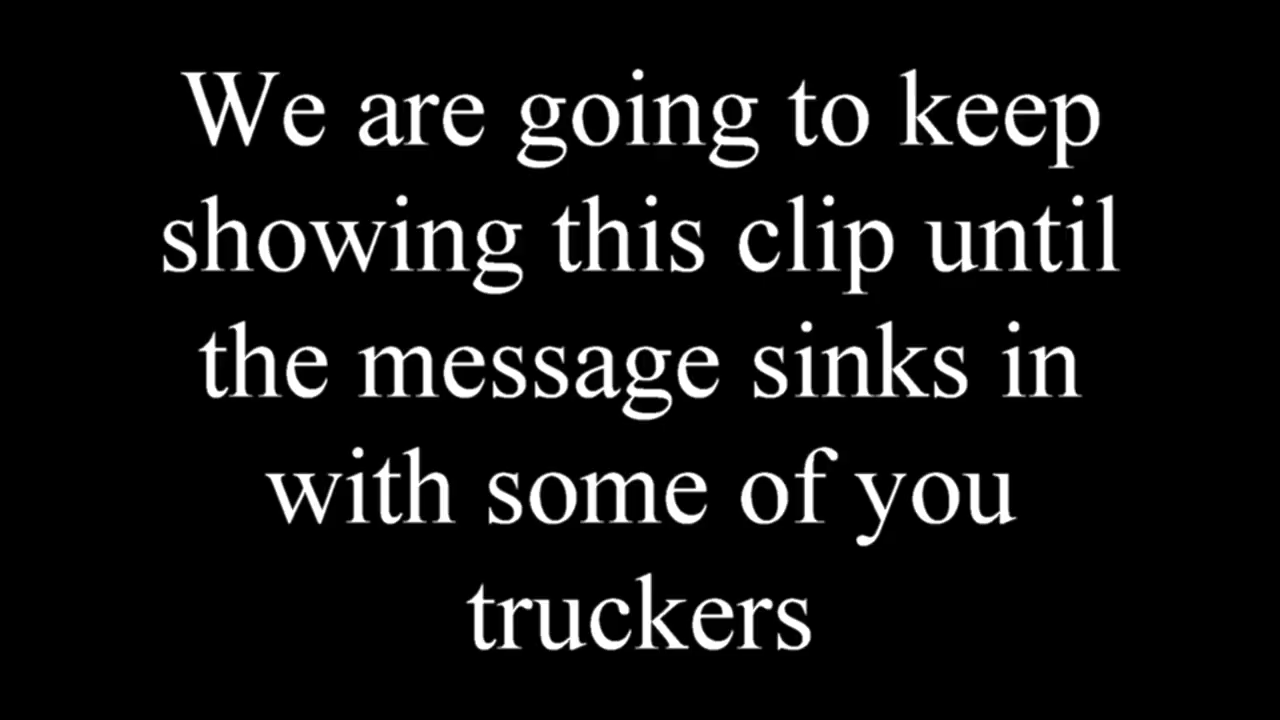 We are going to keep
showing this clip until
the message sinks in
with some of you
truckers